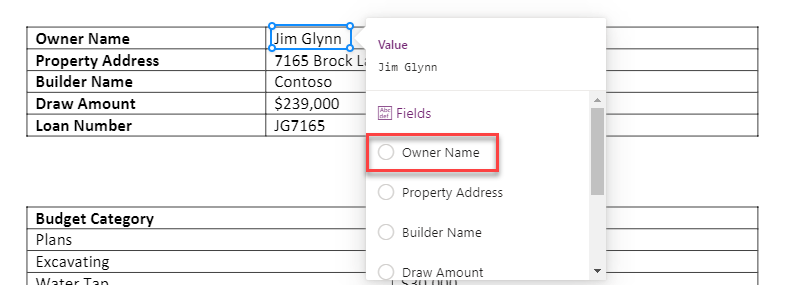 Owner Name Jim Glynn
Property Address 7165 Brock
Builder Name Contoso
Draw Amount $239,000
Loan Number JG7165
Value
Jim Glynn
Abc
def
Fields
Owner Name
Property Address
Builder Name
Draw Amount
Budget Category
Plans
Excavating
Water Tap $30,000